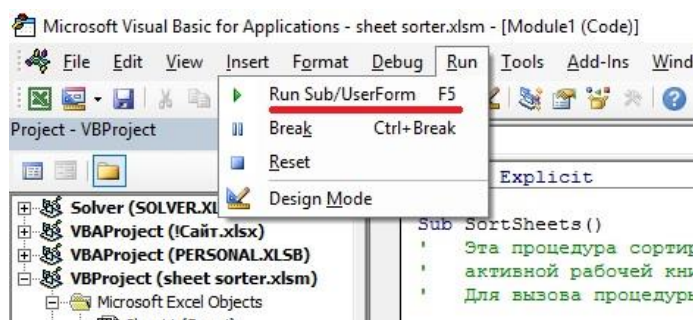 Microsoft Visual Basic for Applications - sheet sorter.xlsm - [Module1 (Code)]
File Edit View Insert Format Debug Run Tools Add-Ins Wind
Run Sub/UserForm F5
Project - VBProject
Break Ctrl+Break
Reset
Explicit
Design Mode
Solver (SOLVER.XL
Sub SortSheets()
VBAProject (!Сайт.xlsx)
' Эта процедура сортир
VBAProject (PERSONAL.XLSB)
' активной рабочей кни
VBProject (sheet sorter.xlsm)
' Для вызова процедуры
Microsoft Excel Objects